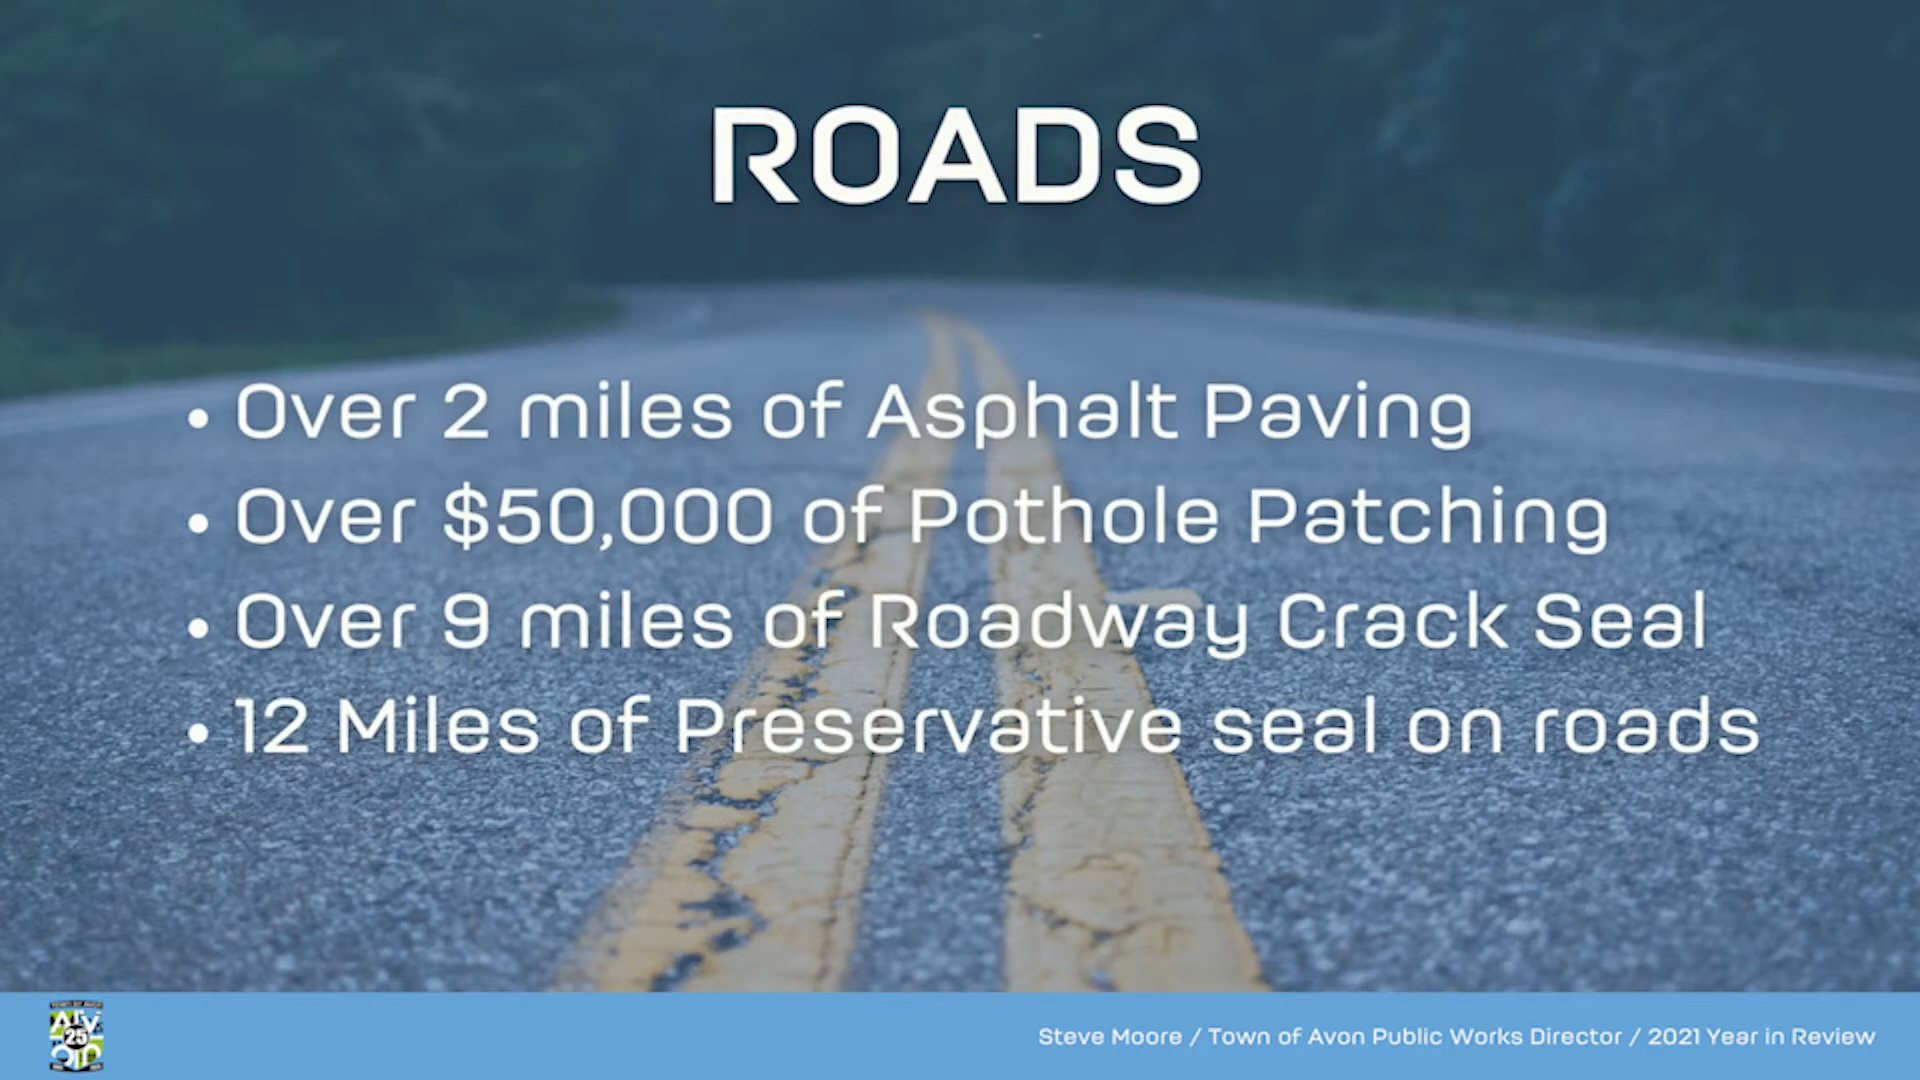 ROADS
• Over 2 miles of Asphalt Paving
• Over $50,000 of Pothole Patching
• Over 9 miles of Roadway Crack Seal
• 12 Miles of Preservative seal on roads
25
Steve Moore / Town of Avon Public Works Director / 2021 Year in Review